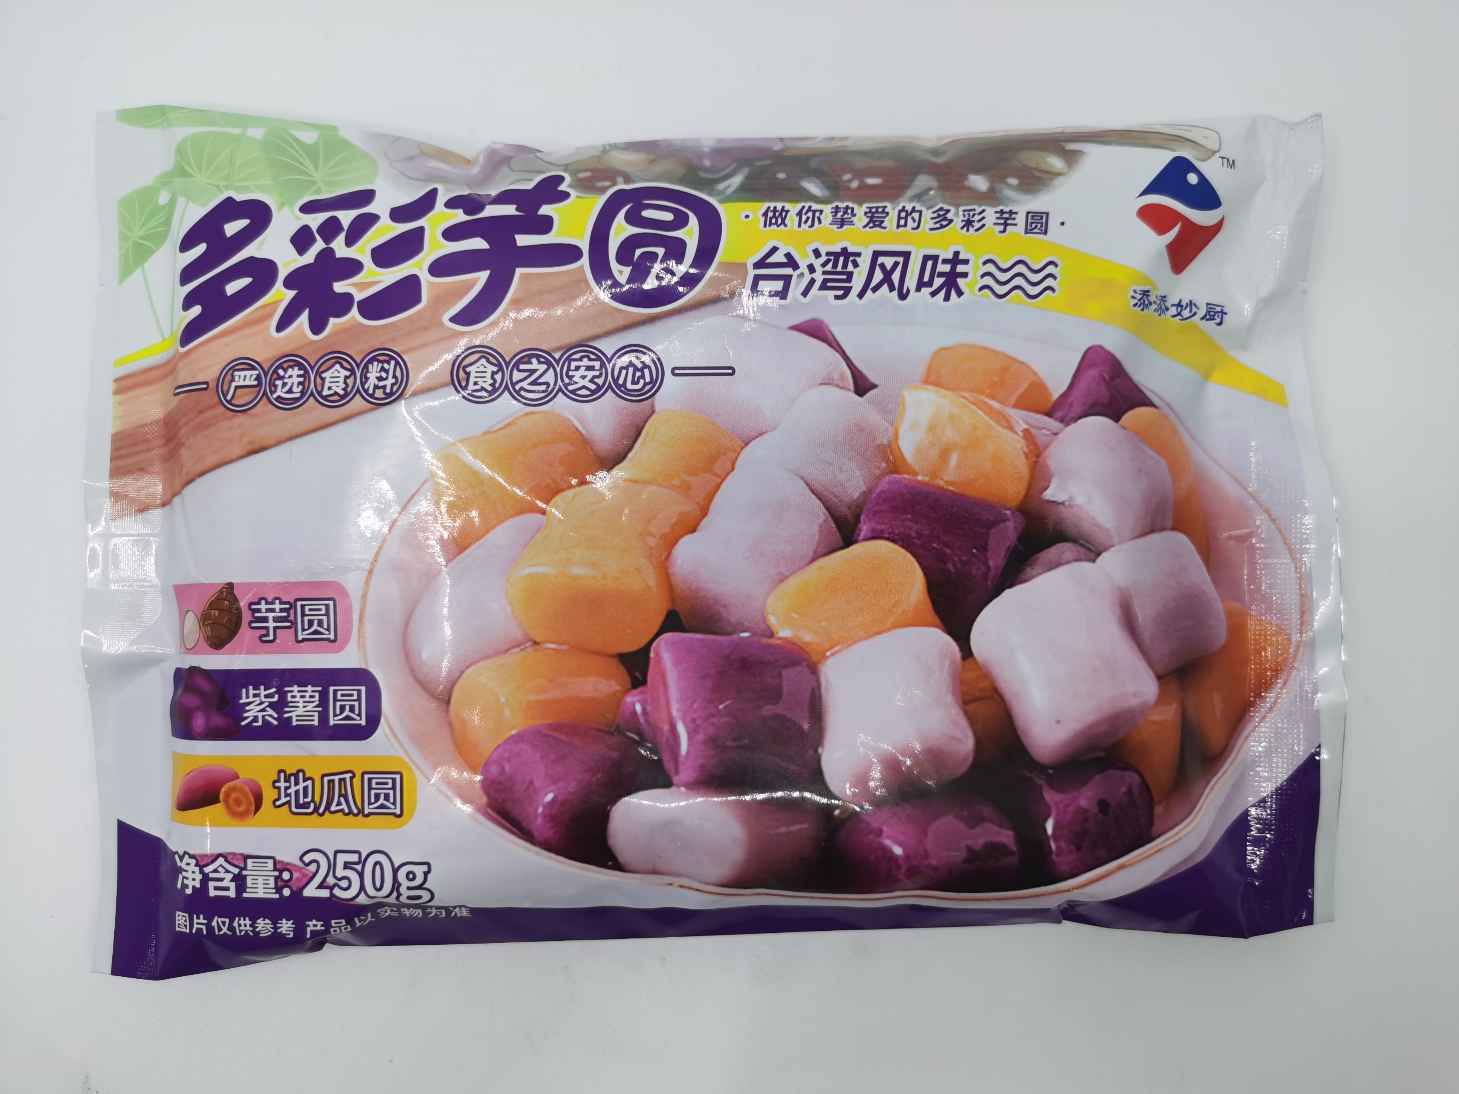 多彩芋圆
·做你挚爱的多彩芋圆·
台湾风味
TM
添添妙厨
严选食料 食之安心
芋圆
紫薯圆
地瓜圆
净含量: 250g
图片仅供参考 产品以实物为准